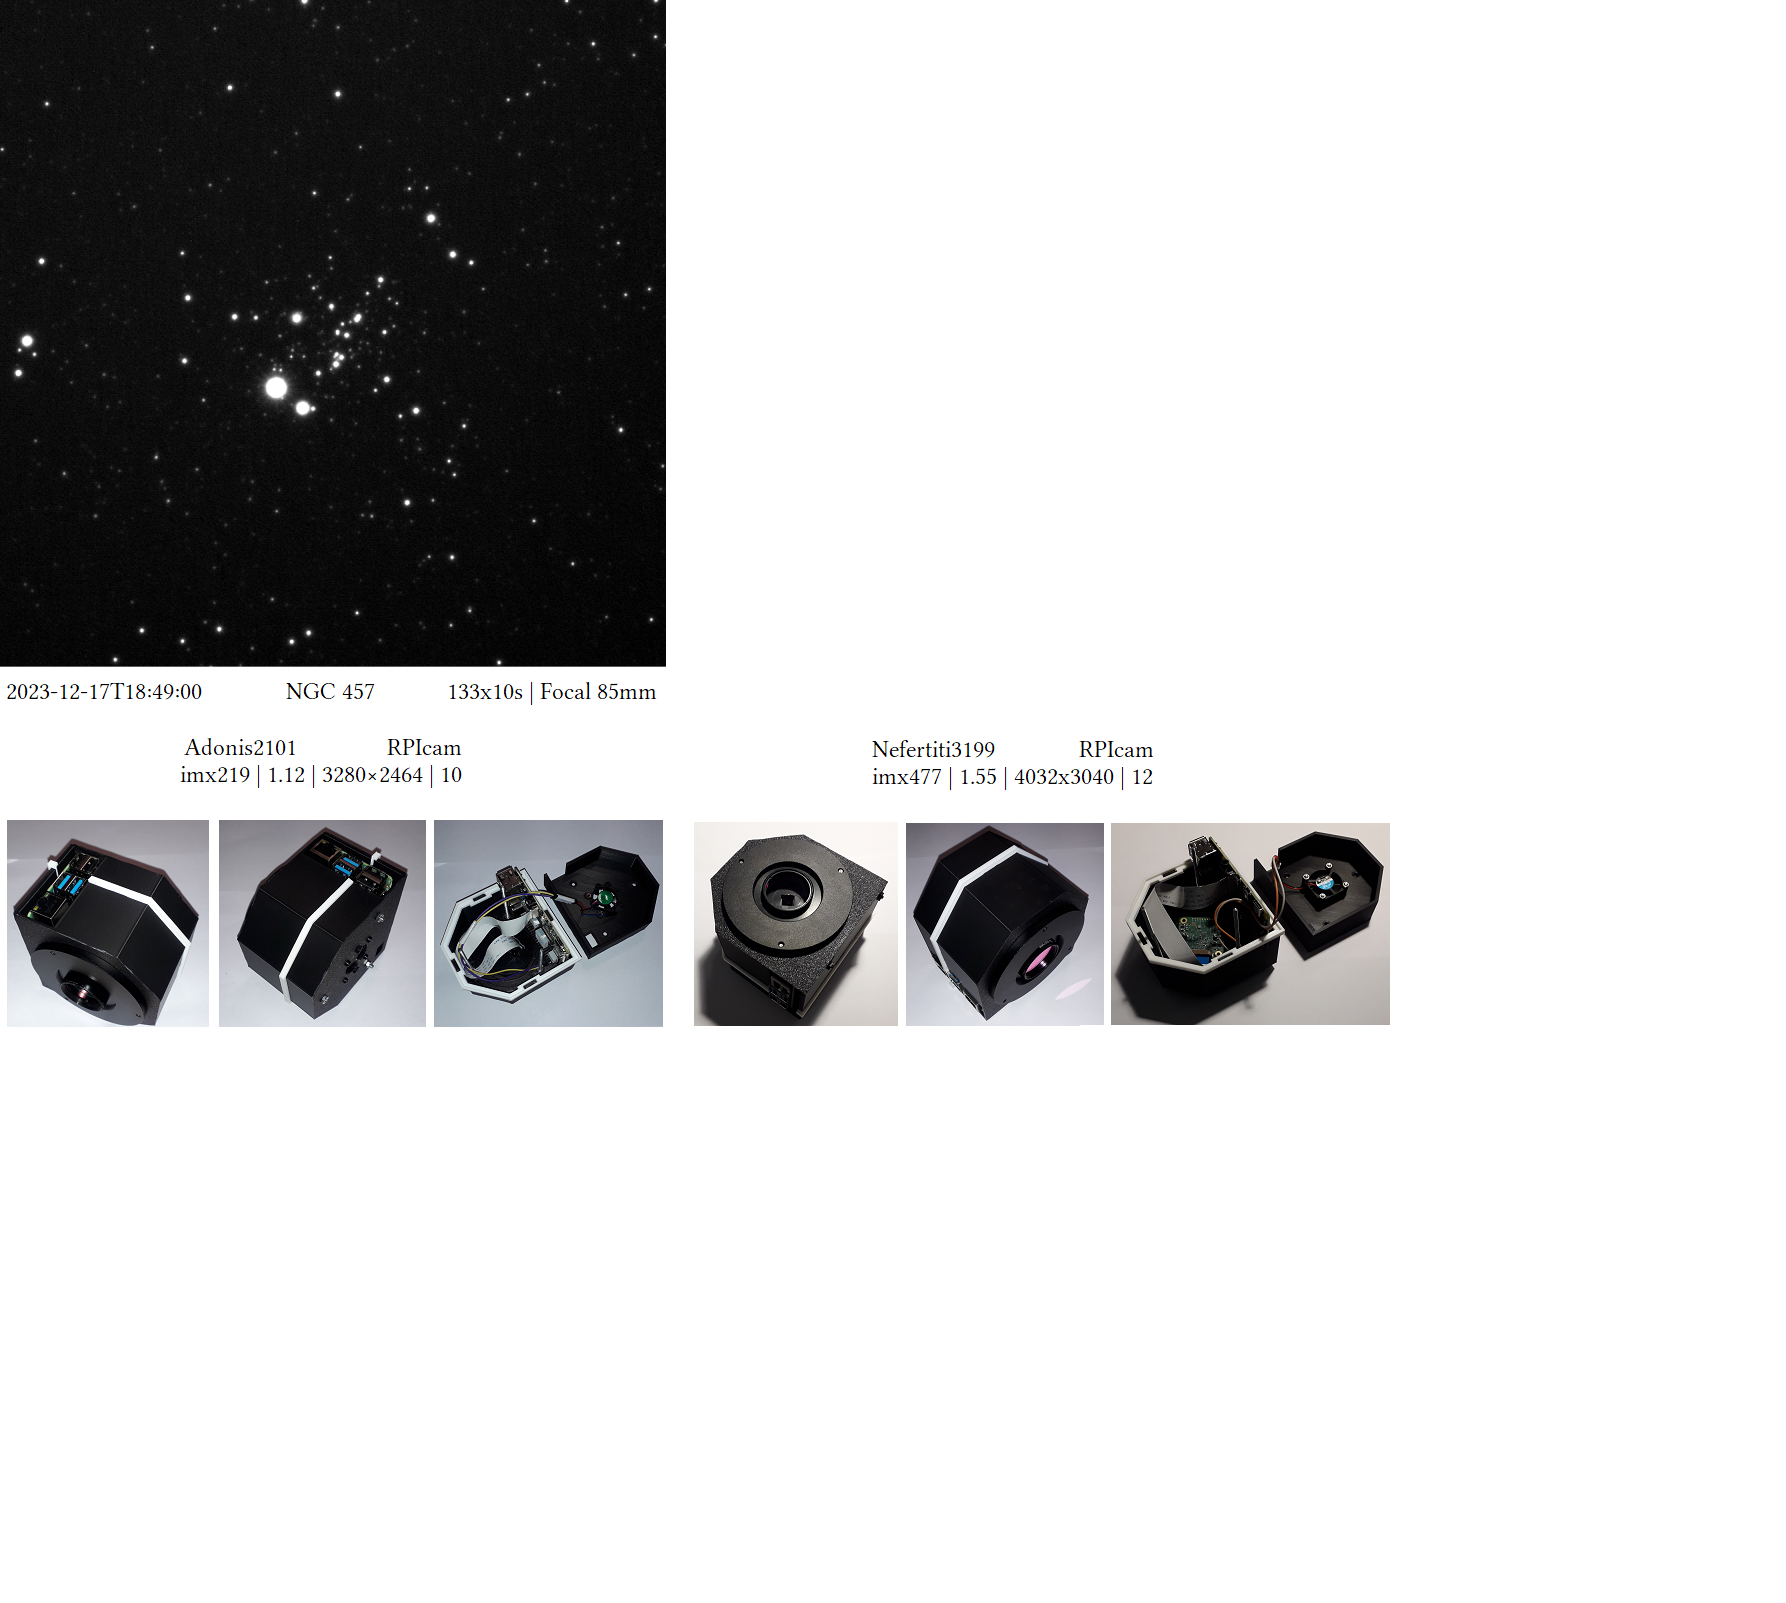 2023-12-17T18:49:00 NGC 457 133x10s | Focal 85mm
Adonis2101 RPIcam
imx219 | 1.12 | 3280×2464 | 10
Nefertiti3199 RPIcam
imx477 | 1.55 | 4032x3040 | 12